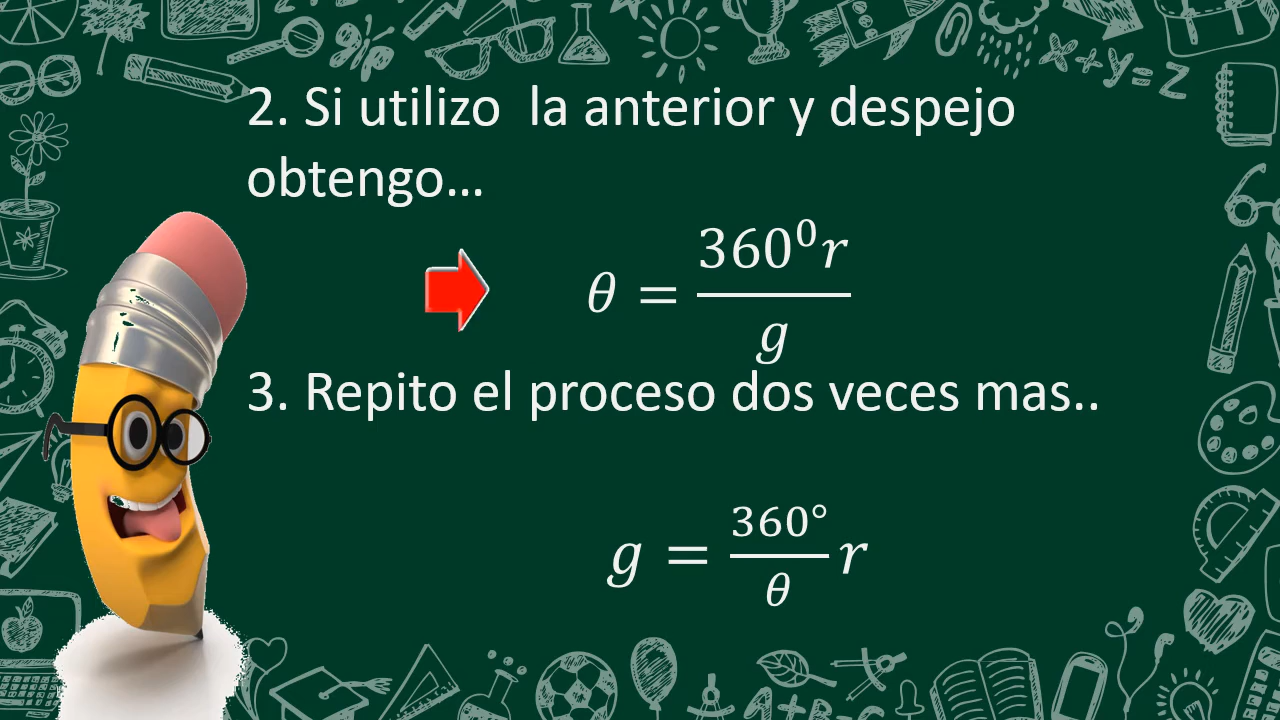 x+y=z
2. Si utilizo la anterior y despejo
obtengo...
θ = 360⁰r / g
3. Repito el proceso dos veces mas..
g = 360° / θ r